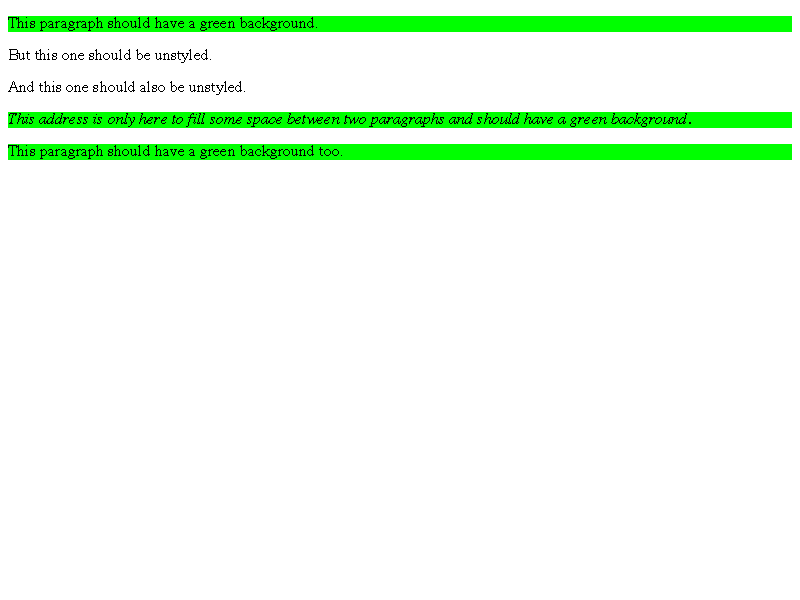 This paragraph should have a green background.
But this one should be unstyled.
And this one should also be unstyled.
This address is only here to fill some space between two paragraphs and should have a green background.
This paragraph should have a green background too.